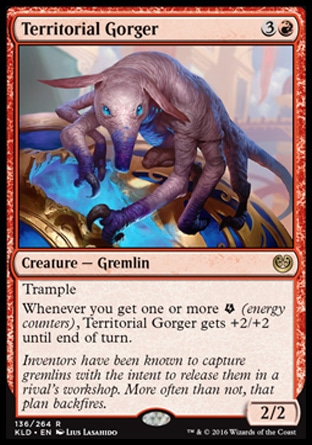 Territorial Gorger 3
Creature — Gremlin
Trample
Whenever you get one or more (energy
counters), Territorial Gorger gets +2/+2
until end of turn.
Inventors have been known to capture
gremlins with the intent to release them in a
rival's workshop. More often than not, that
plan backfires.
2/2
136/264 R
KLD • EN Lius Lasahido
™ & © 2016 Wizards of the Coast